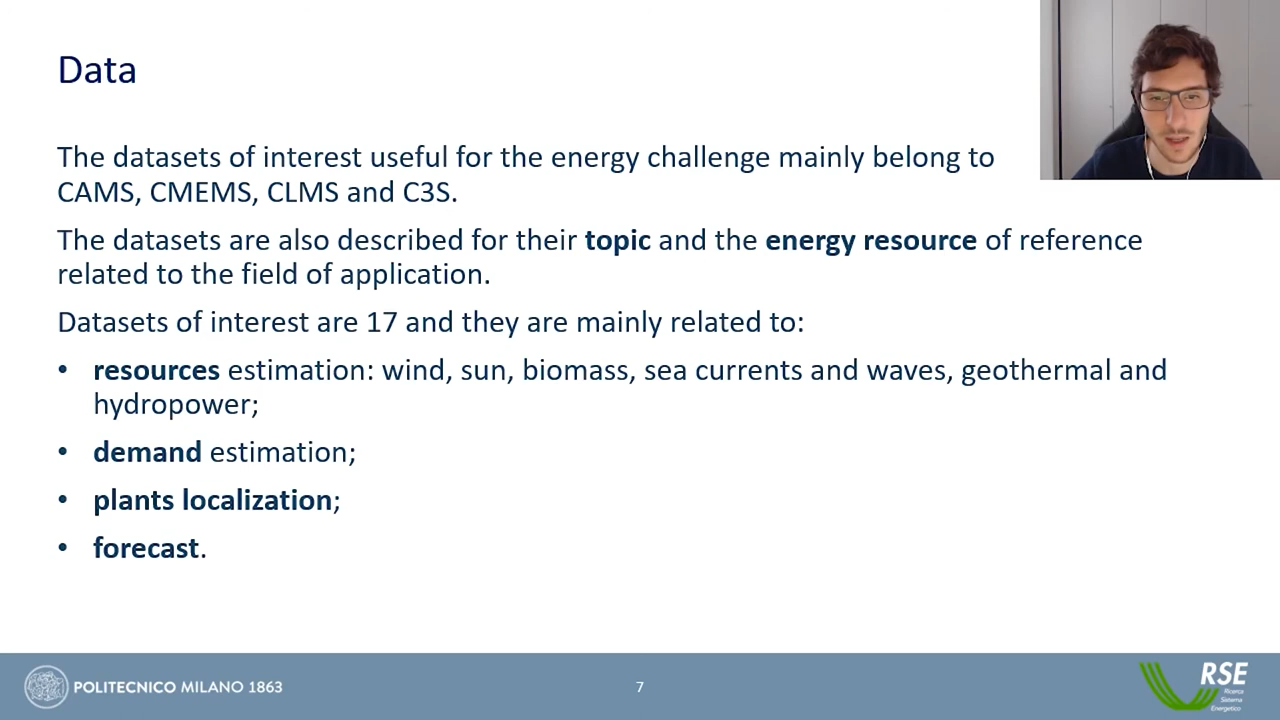 Data
The datasets of interest useful for the energy challenge mainly belong to
CAMS, CMEMS, CLMS and C3S.
The datasets are also described for their topic and the energy resource of reference
related to the field of application.
Datasets of interest are 17 and they are mainly related to:
• resources estimation: wind, sun, biomass, sea currents and waves, geothermal and
hydropower;
• demand estimation;
• plants localization;
• forecast.
POLITECNICO MILANO 1863
7
RSE
Ricerca
Sistema
Energetico